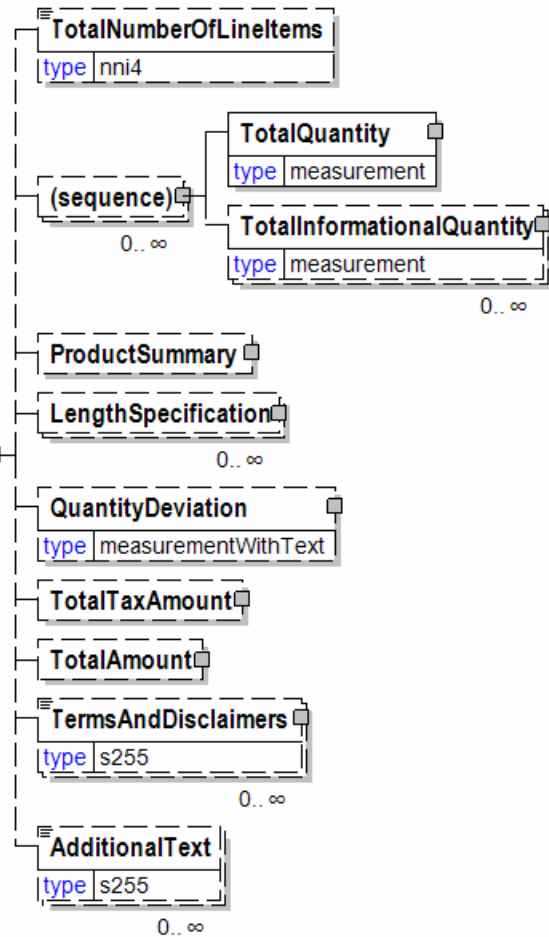 TotalNumberOfLineItems
type nni4
TotalQuantity
type measurement
(sequence)
0.. ∞
TotalInformationalQuantity
type measurement
0.. ∞
ProductSummary
LengthSpecification
0.. ∞
QuantityDeviation
type measurementWithText
TotalTaxAmount
TotalAmount
TermsAndDisclaimers
type s255
0.. ∞
AdditionalText
type s255
0.. ∞